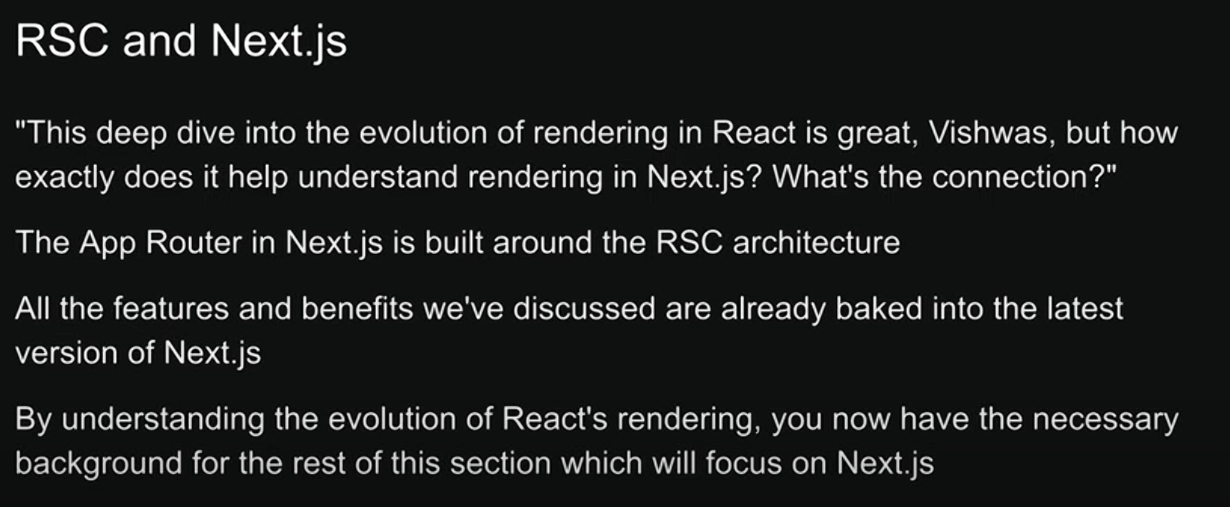 RSC and Next.js
"This deep dive into the evolution of rendering in React is great, Vishwas, but how
exactly does it help understand rendering in Next.js? What's the connection?"
The App Router in Next.js is built around the RSC architecture
All the features and benefits we've discussed are already baked into the latest
version of Next.js
By understanding the evolution of React's rendering, you now have the necessary
background for the rest of this section which will focus on Next.js